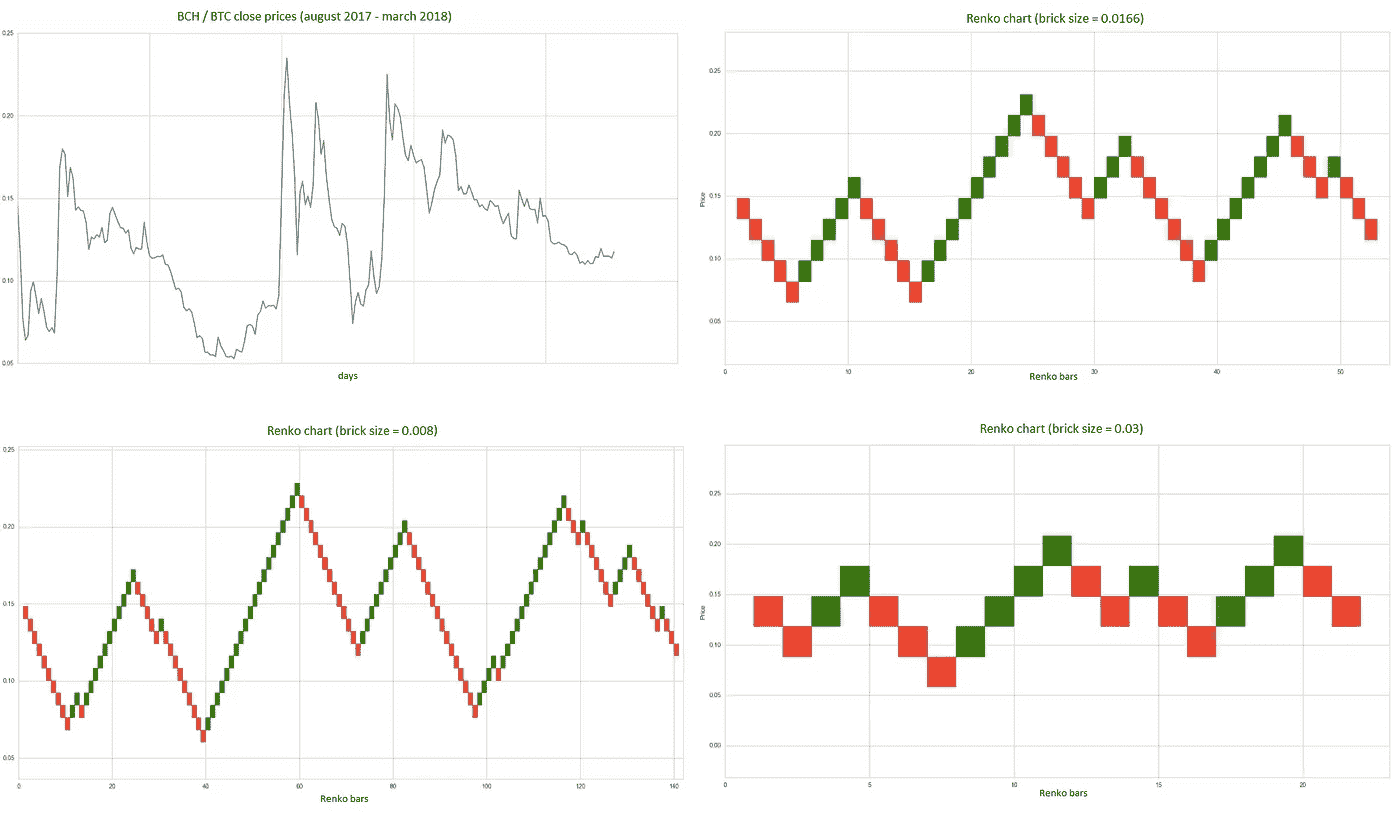 BCH / BTC close prices (august 2017 - march 2018)
0.25
0.20
0.15
0.10
0.05
days
Renko chart (brick size = 0.0166)
Price
0.25
0.20
0.15
0.10
0.05
0 10 20 30 40 50
Renko bars
Renko chart (brick size = 0.008)
0.25
0.20
0.15
0.10
0.05
0 20 40 60 80 100 120 140
Renko bars
Renko chart (brick size = 0.03)
Price
0.25
0.20
0.15
0.10
0.05
0.00
0 5 10 15 20
Renko bars